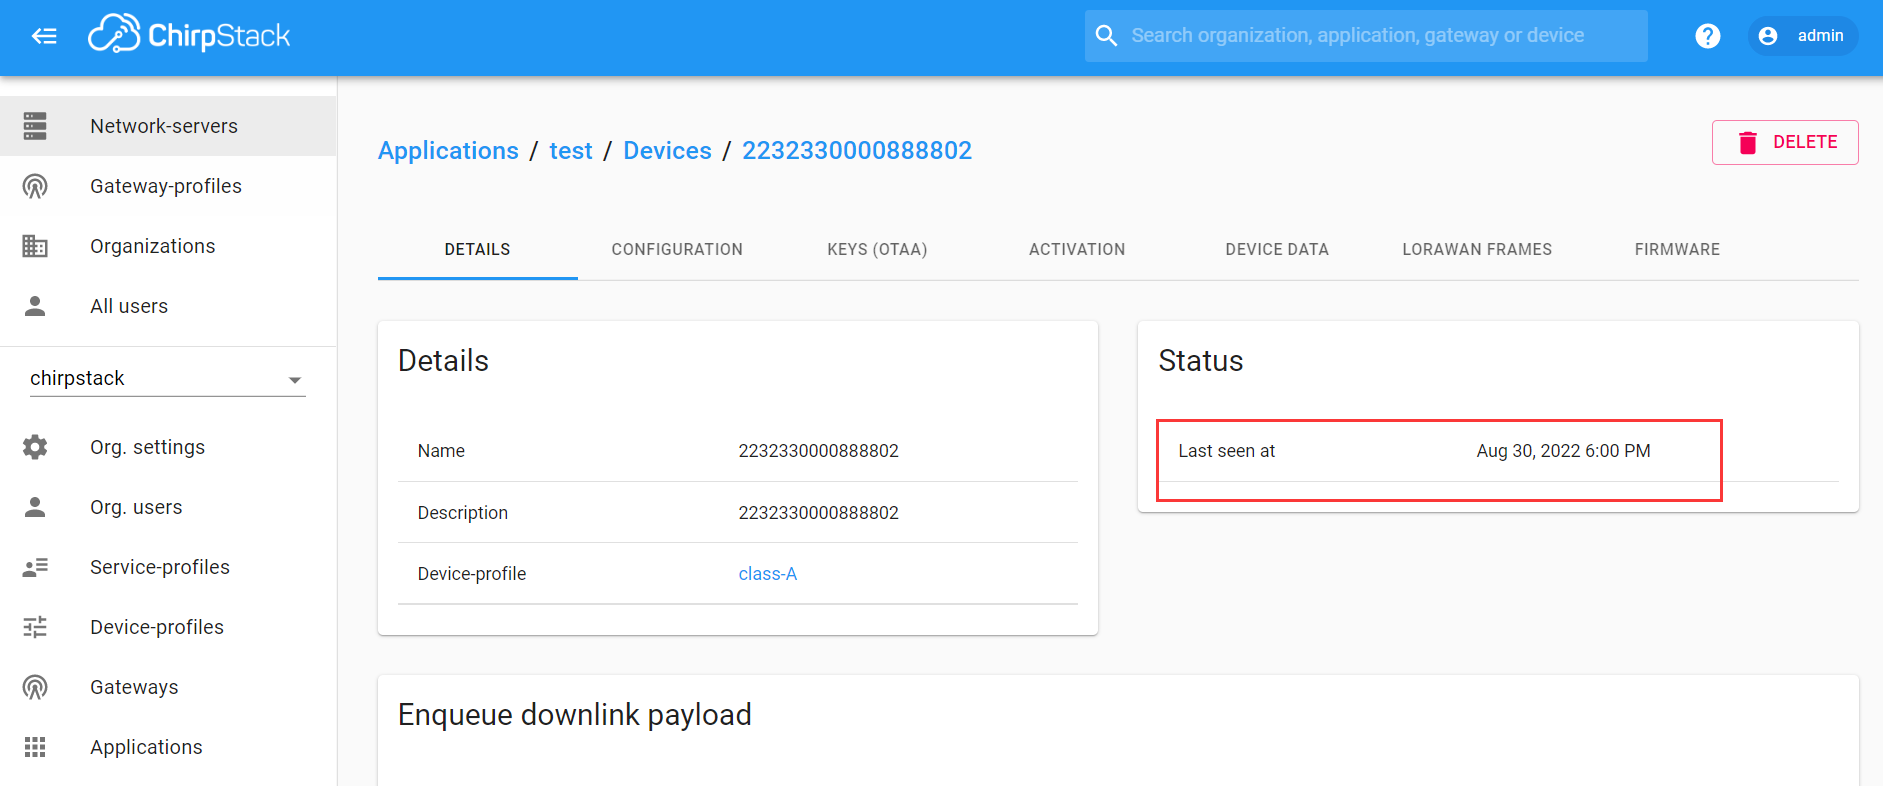 ChirpStack
Search organization, application, gateway or device
?
admin
Network-servers
Gateway-profiles
Organizations
All users
chirpstack
Org. settings
Org. users
Service-profiles
Device-profiles
Gateways
Applications
Applications / test / Devices / 2232330000888802
DELETE
DETAILS CONFIGURATION KEYS (OTAA) ACTIVATION DEVICE DATA LORAWAN FRAMES FIRMWARE
Details
Name 2232330000888802
Description 2232330000888802
Device-profile class-A
Status
Last seen at Aug 30, 2022 6:00 PM
Enqueue downlink payload